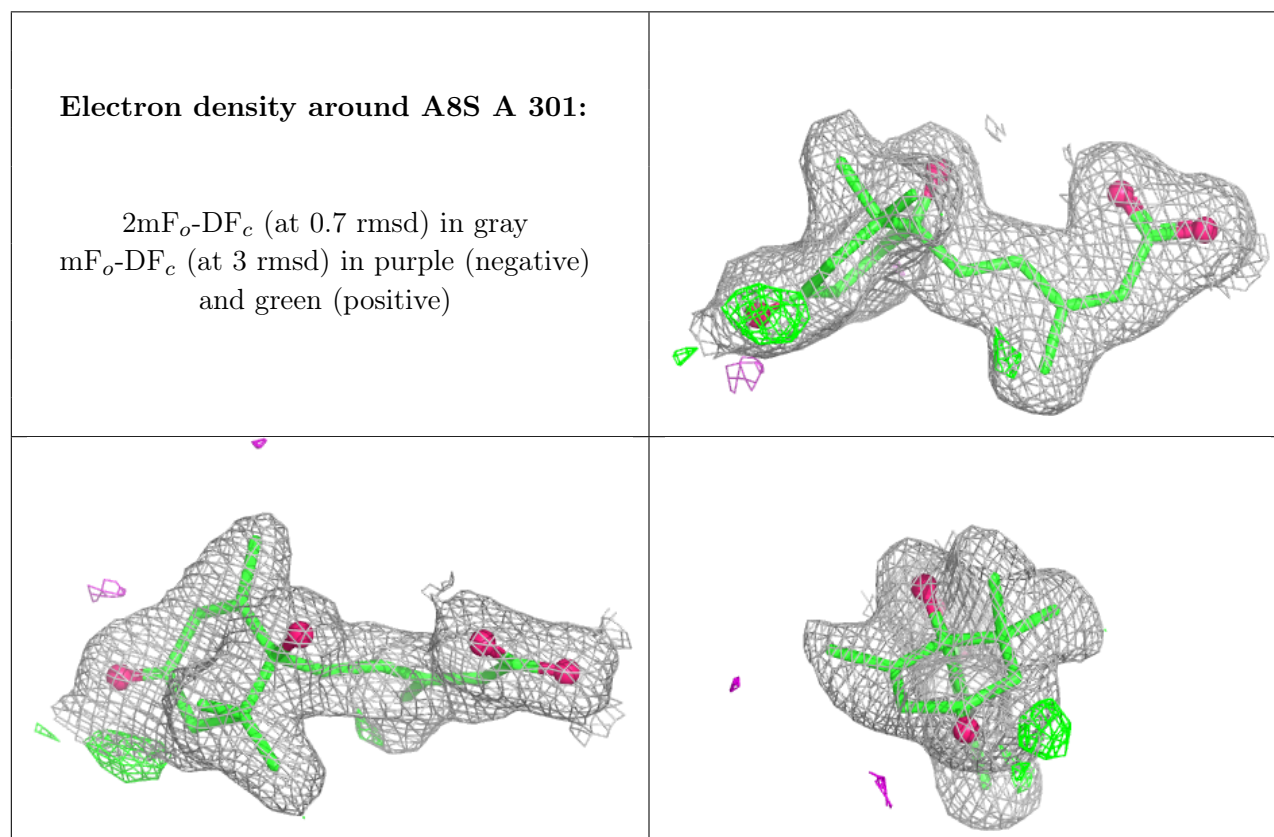 Electron density around A8S A 301:
2mFo-DFc (at 0.7 rmsd) in gray
mFo-DFc (at 3 rmsd) in purple (negative)
and green (positive)